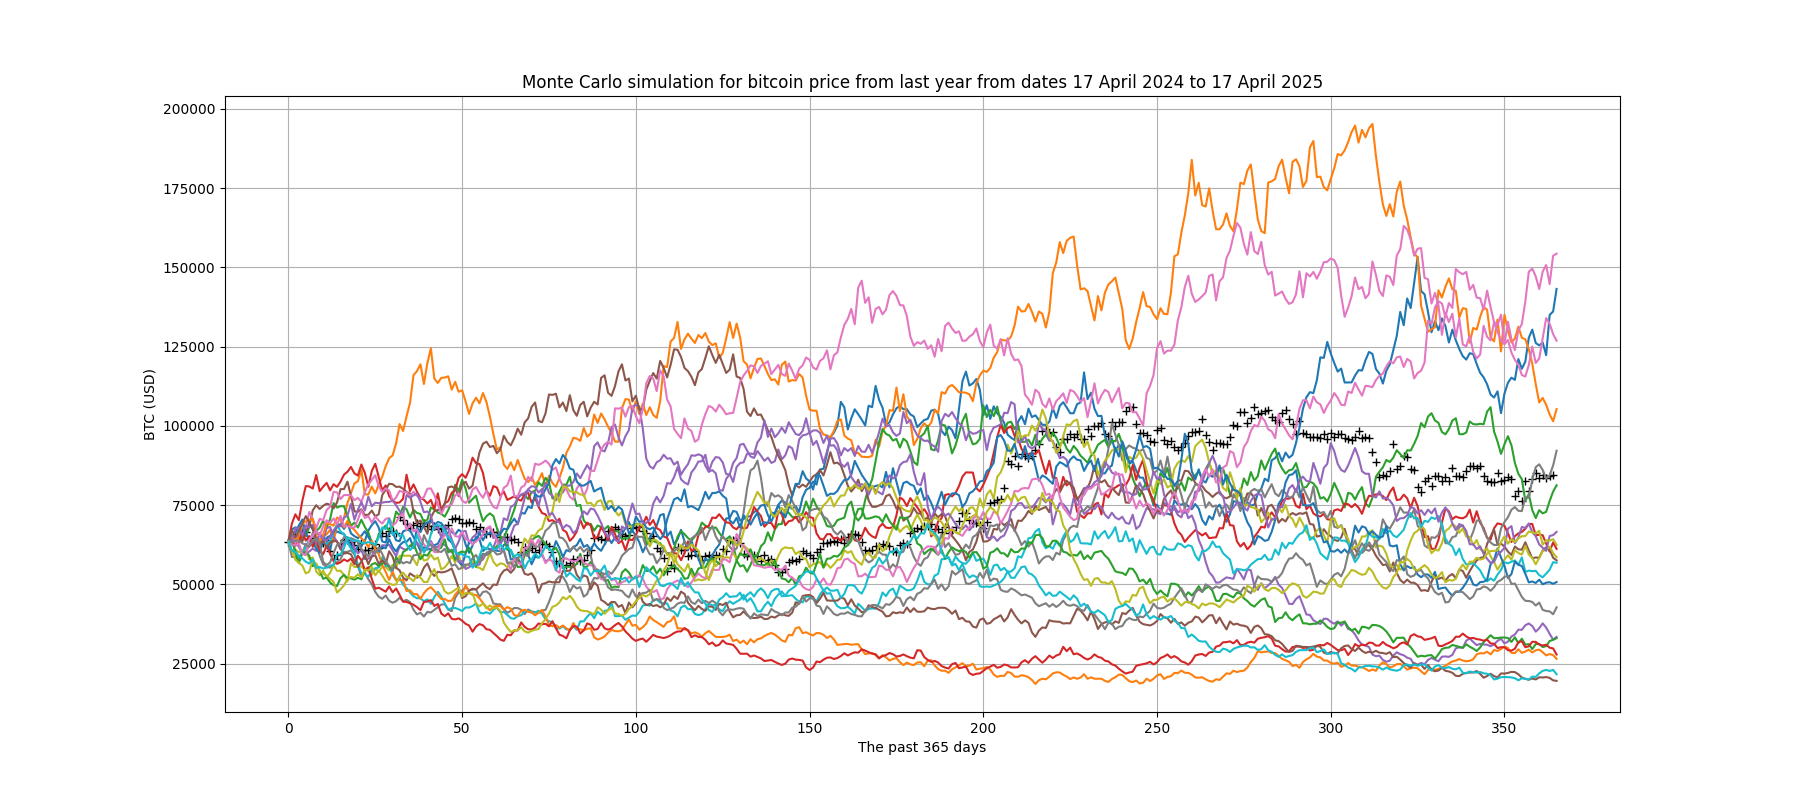 Monte Carlo simulation for bitcoin price from last year from dates 17 April 2024 to 17 April 2025
200000
175000
150000
125000
100000
75000
50000
25000
BTC (USD)
0 50 100 150 200 250 300 350
The past 365 days